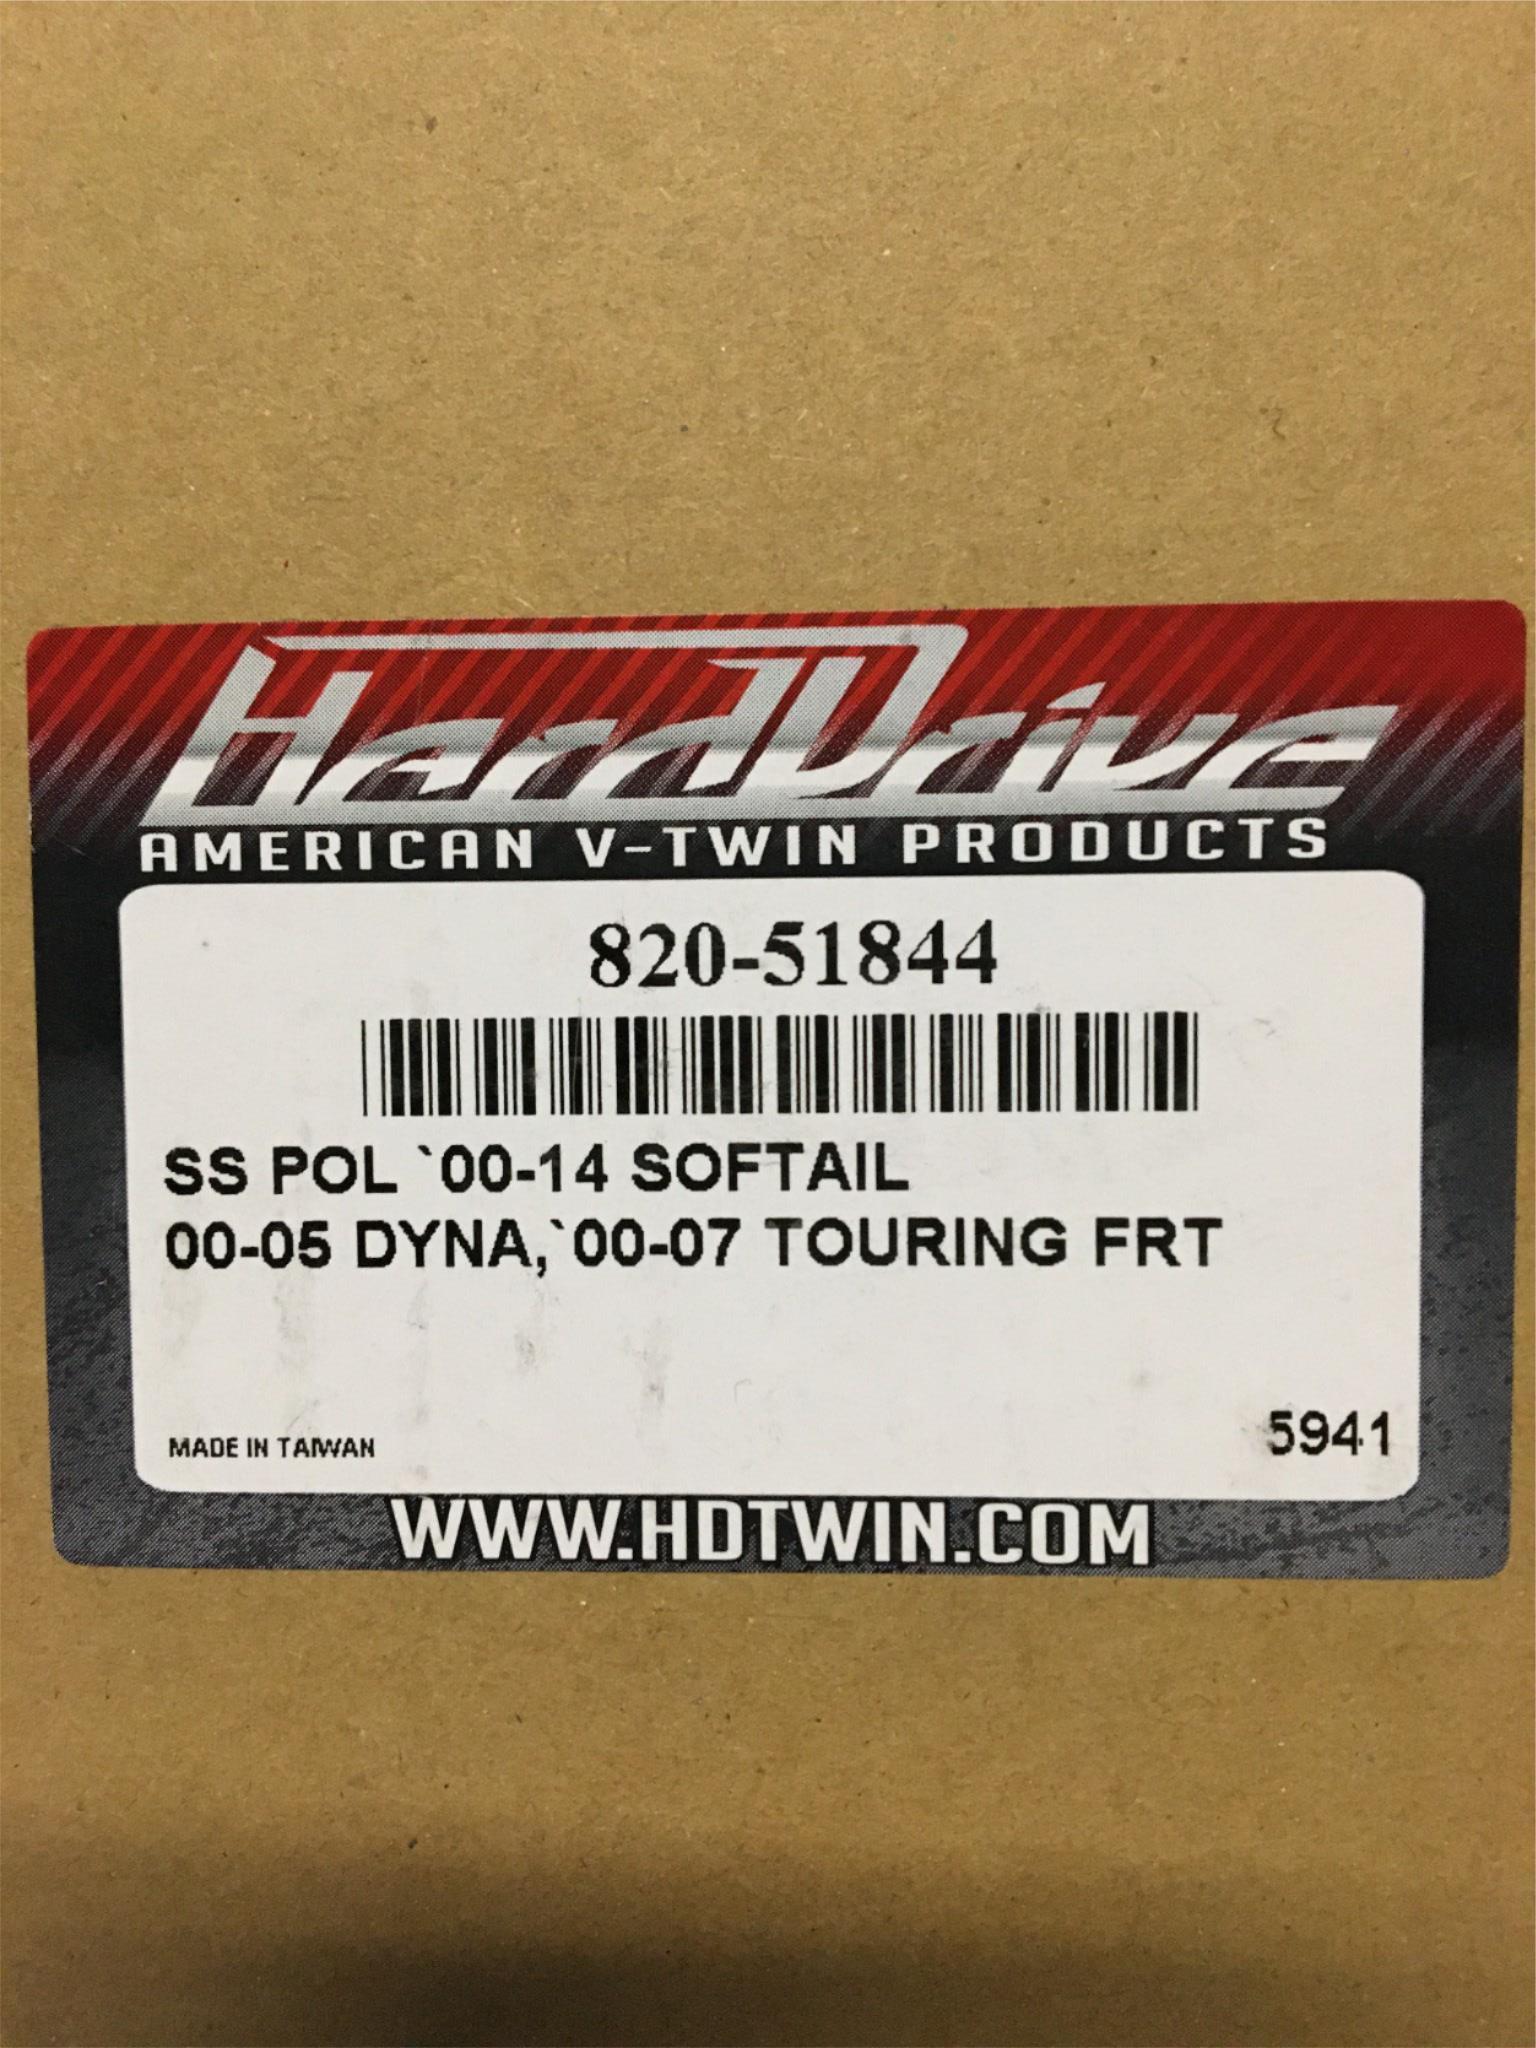 HardDrive
AMERICAN V-TWIN PRODUCTS
820-51844
SS POL `00-14 SOFTAIL
00-05 DYNA,`00-07 TOURING FRT
MADE IN TAIWAN
5941
WWW.HDTWIN.COM